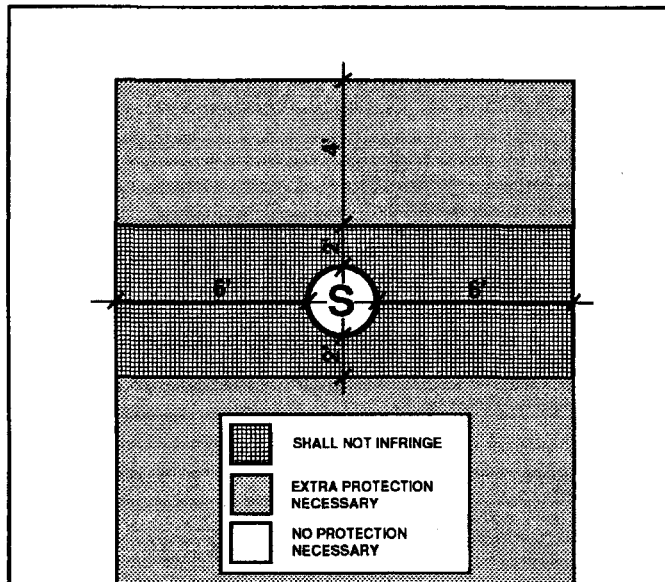 4'
2'
6' S 6'
2'
SHALL NOT INFRINGE
EXTRA PROTECTION
NECESSARY
NO PROTECTION
NECESSARY